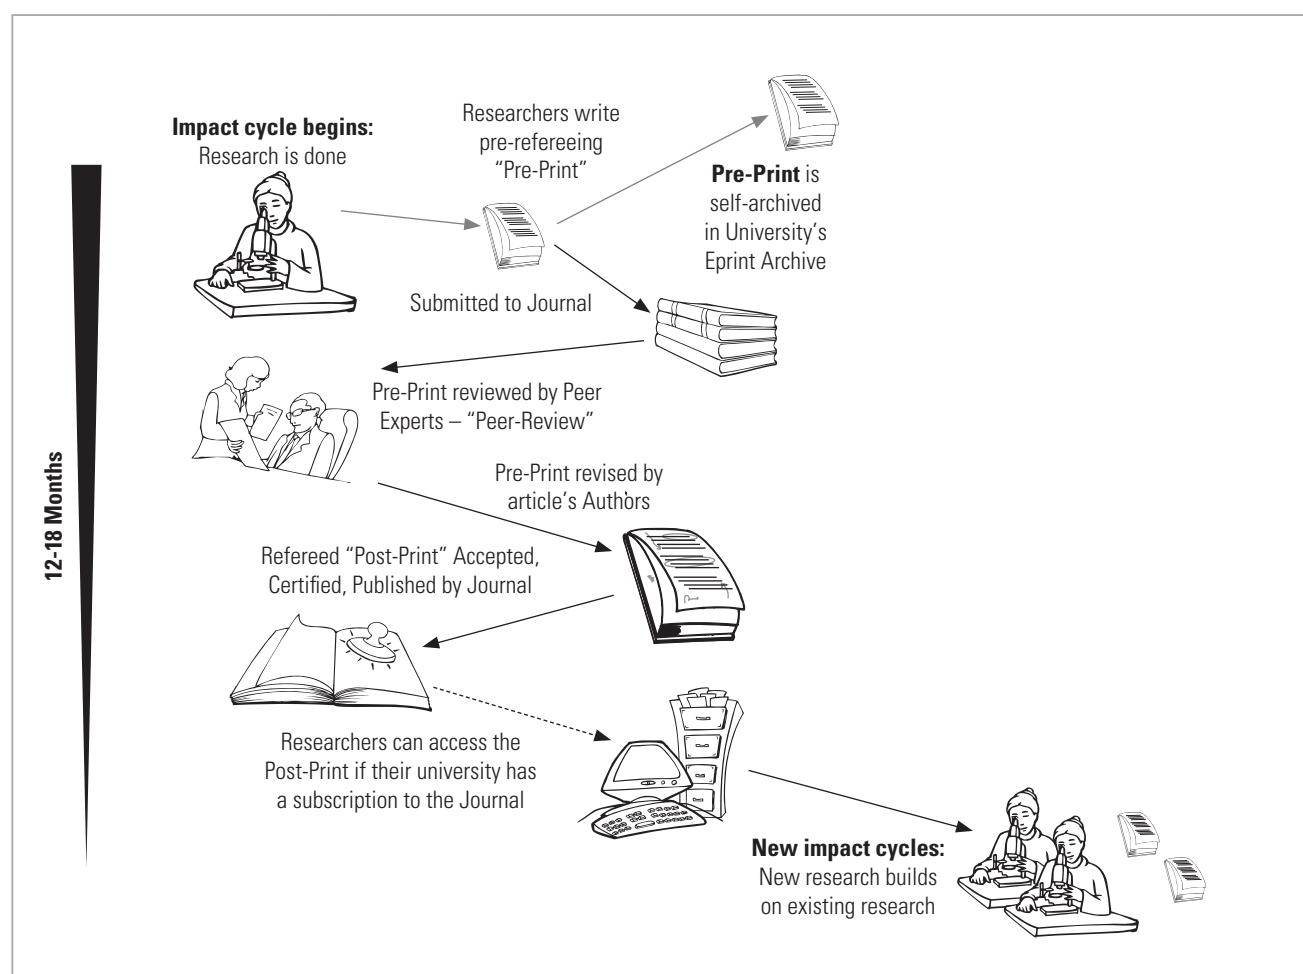 Impact cycle begins:
Research is done
Researchers write
pre-refereeing
“Pre-Print”
Pre-Print is
self-archived
in University’s
Eprint Archive
Submitted to Journal
Pre-Print reviewed by Peer
Experts – “Peer-Review”
12-18 Months
Pre-Print revised by
article’s Authors
Refereed “Post-Print” Accepted,
Certified, Published by Journal
Researchers can access the
Post-Print if their university has
a subscription to the Journal
New impact cycles:
New research builds
on existing research